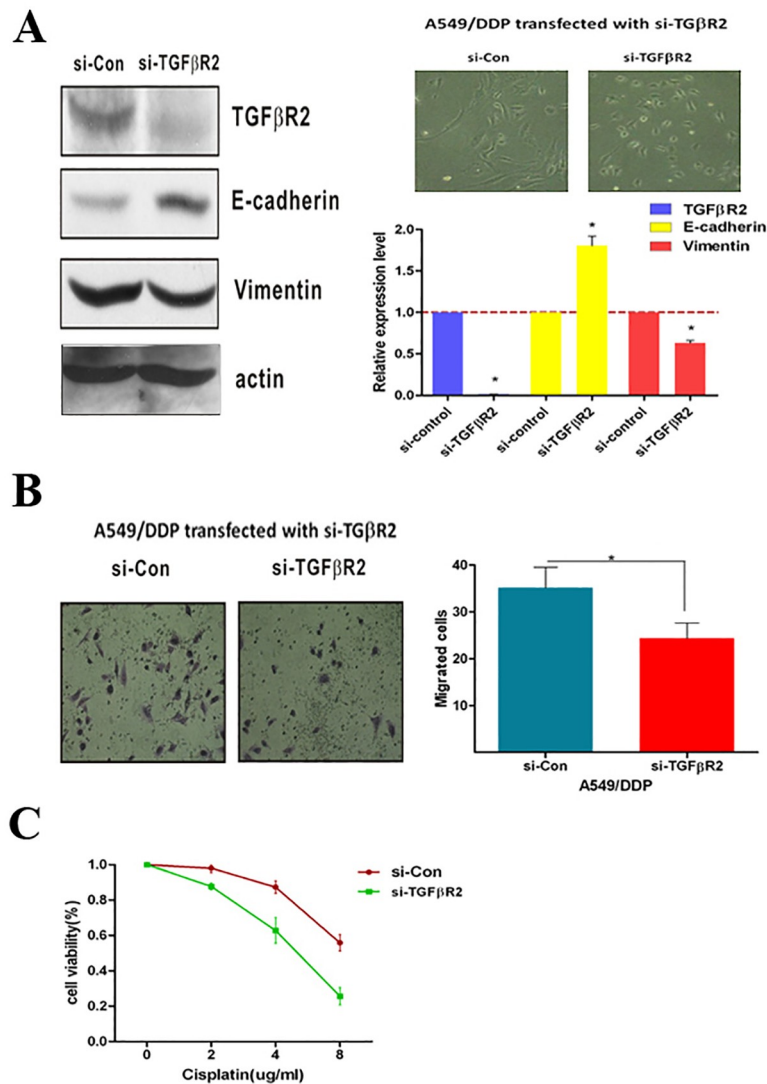 A
si-Con si-TGFβR2
TGFβR2
E-cadherin
Vimentin
actin
A549/DDP transfected with si-TGβR2
si-Con si-TGFβR2
TGFβR2
E-cadherin
Vimentin
Relative expression level
2.0
1.5
1.0
0.5
0.0
* * *
si-control si-TGFβR2 si-control si-TGFβR2 si-control si-TGFβR2
B
A549/DDP transfected with si-TGβR2
si-Con si-TGFβR2
Migrated cells
40
30
20
10
*
si-Con si-TGFβR2
A549/DDP
C
cell viability(%)
1.0
0.8
0.6
0.4
0.2
0.0
0 2 4 8
Cisplatin(ug/ml)
si-Con
si-TGFβR2